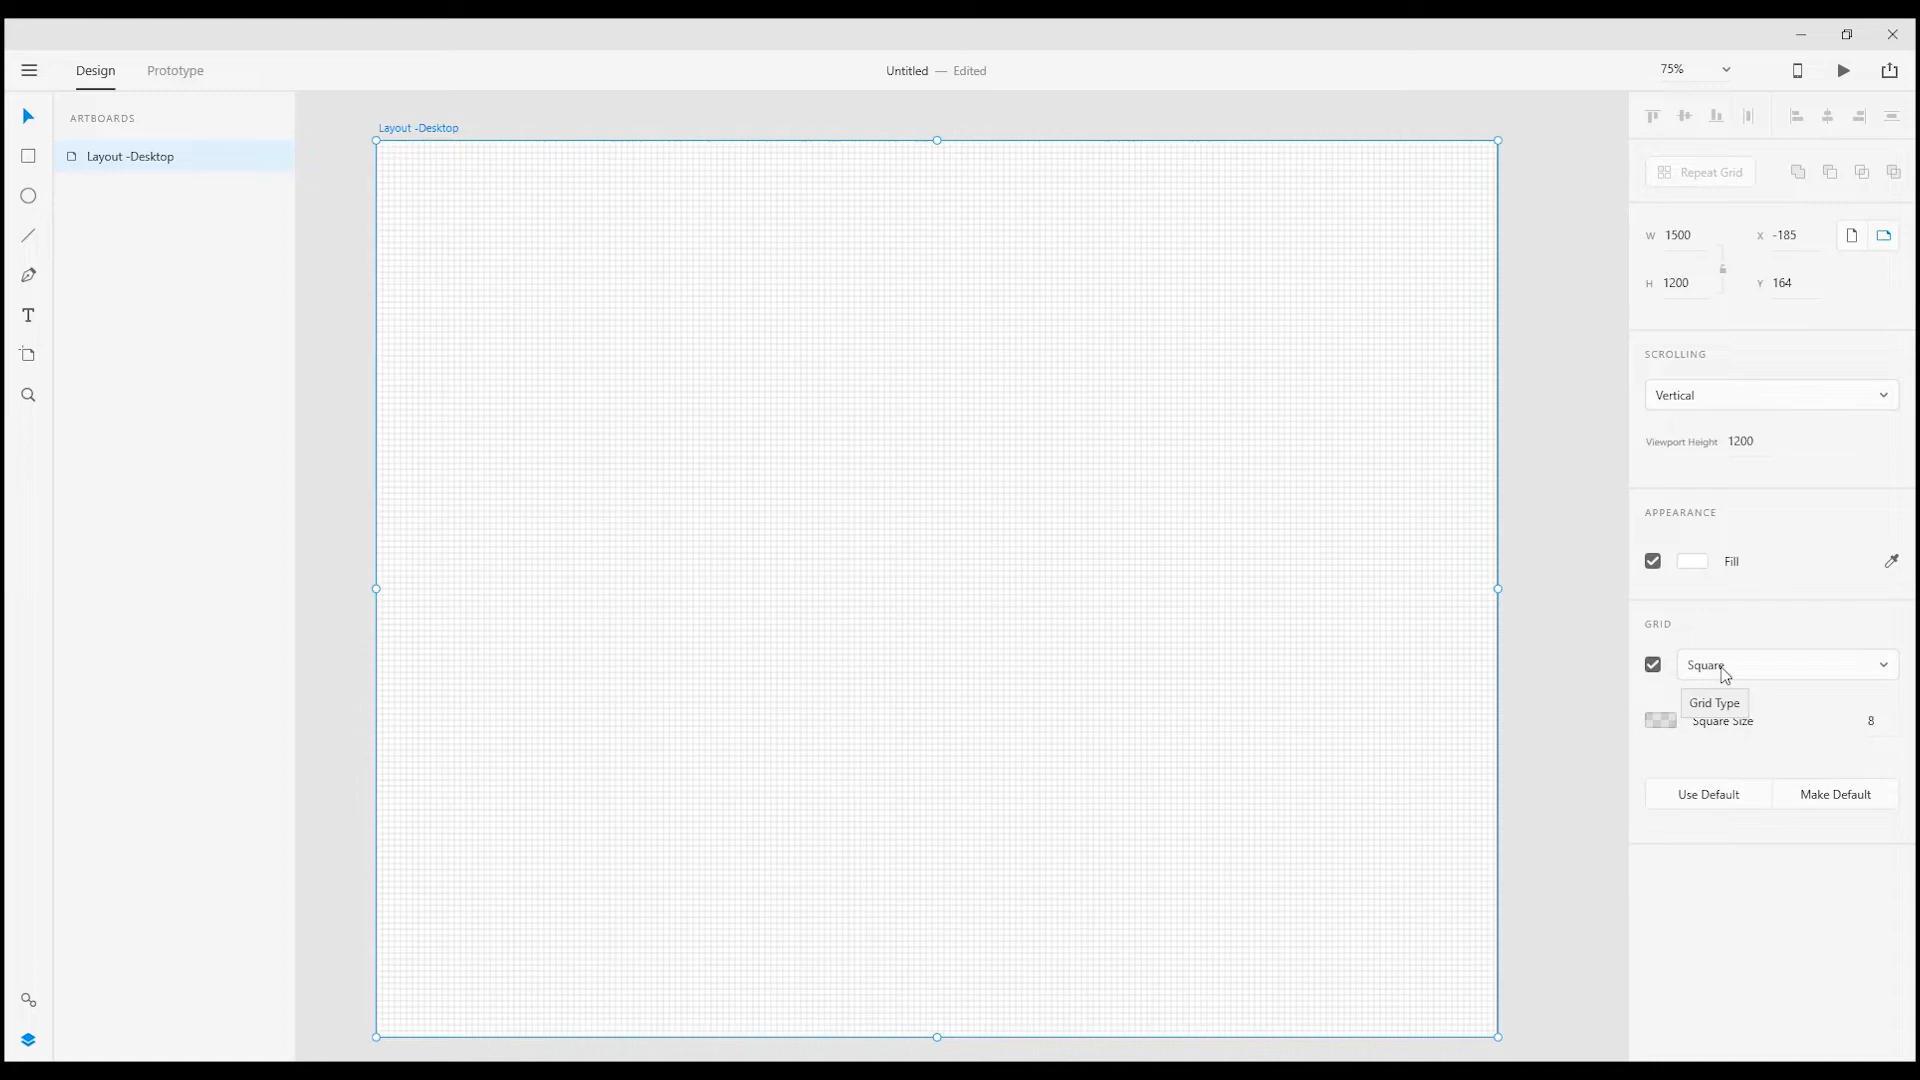 Design
Prototype
Untitled — Edited
75%
ARTBOARDS
Layout -Desktop
Layout -Desktop
Repeat Grid
W 1500
X -185
H 1200
Y 164
SCROLLING
Vertical
Viewport Height 1200
APPEARANCE
Fill
GRID
Square
Grid Type
Square Size 8
Use Default
Make Default